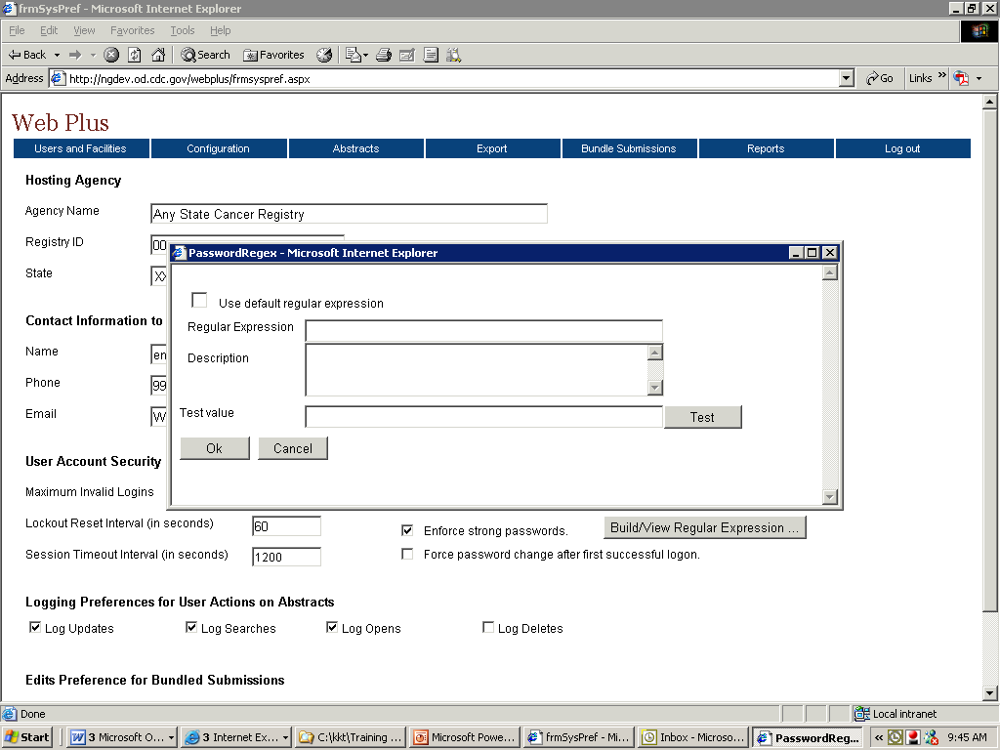 frmSysPref - Microsoft Internet Explorer
File Edit View Favorites Tools Help
Back Search Favorites
Address http://ngdev.od.cdc.gov/webplus/frmsyspref.aspx Go Links »
Web Plus
Users and Facilities Configuration Abstracts Export Bundle Submissions Reports Log out
Hosting Agency
Agency Name Any State Cancer Registry
Registry ID 00
State XX
PasswordRegex - Microsoft Internet Explorer
Use default regular expression
Regular Expression
Description
Test value Test
Ok Cancel
Contact Information to
Name en
Phone 99
Email W
User Account Security
Maximum Invalid Logins
Lockout Reset Interval (in seconds) 60 Enforce strong passwords. Build/View Regular Expression ...
Session Timeout Interval (in seconds) 1200 Force password change after first successful logon.
Logging Preferences for User Actions on Abstracts
Log Updates Log Searches Log Opens Log Deletes
Edits Preference for Bundled Submissions
Done Local intranet
Start 3 Microsoft O... 3 Internet Ex... C:\kkt\Training ... Microsoft Powe... frmSysPref - Mi... Inbox - Microso... PasswordReg... « 9:45 AM